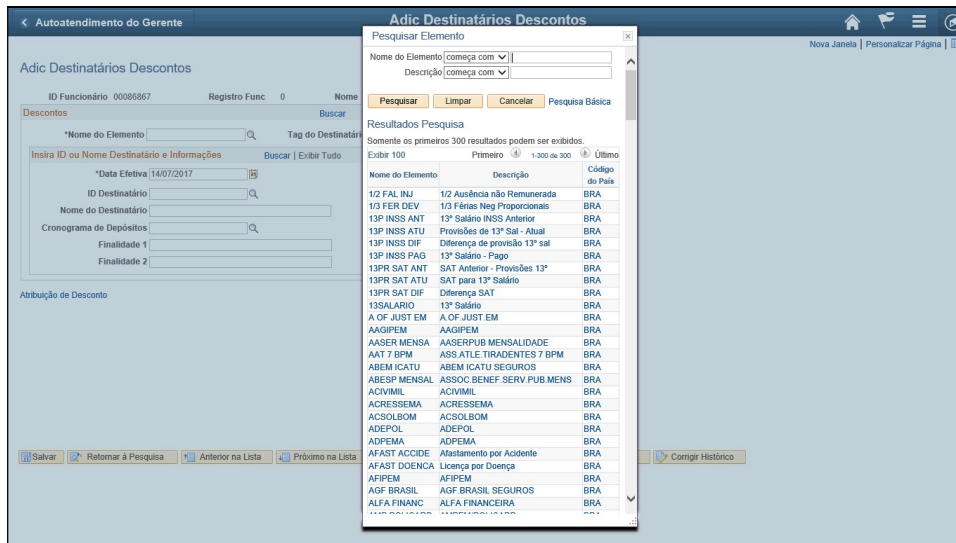 Autoatendimento do Gerente
Adic Destinatários Descontos
Nova Janela | Personalizar Página |
Adic Destinatários Descontos
ID Funcionário 00086867 Registro Func 0 Nome
Descontos Buscar
*Nome do Elemento Tag do Destinatári
Insira ID ou Nome Destinatário e Informações Buscar | Exibir Tudo
*Data Efetiva 14/07/2017
ID Destinatário
Nome do Destinatário
Cronograma de Depósitos
Finalidade 1
Finalidade 2
Atribuição de Desconto
Salvar Retornar à Pesquisa Anterior na Lista Próximo na Lista Corrigir Histórico
Pesquisar Elemento
Nome do Elemento começa com
Descrição começa com
Pesquisar Limpar Cancelar Pesquisa Básica
Resultados Pesquisa
Somente os primeiros 300 resultados podem ser exibidos.
Exibir 100 Primeiro 1-300 de 300 Último
Nome do Elemento Descrição Código do País
1/2 FAL INJ 1/2 Ausência não Remunerada BRA
1/3 FER DEV 1/3 Férias Neg Proporcionais BRA
13P INSS ANT 13º Salário INSS Anterior BRA
13P INSS ATU Provisões de 13º Sal - Atual BRA
13P INSS DIF Diferença de provisão 13º sal BRA
13P INSS PAG 13º Salário - Pago BRA
13PR SAT ANT SAT Anterior - Provisões 13º BRA
13PR SAT ATU SAT para 13º Salário BRA
13PR SAT DIF Diferença SAT BRA
13SALARIO 13º Salário BRA
A OF JUST EM A.OF.JUST.EM BRA
AAGIPEM AAGIPEM BRA
AASER MENSA AASERPUB MENSALIDADE BRA
AAT 7 BPM ASS.ATLE.TIRADENTES 7 BPM BRA
ABEM ICATU ABEM ICATU SEGUROS BRA
ABESP MENSAL ASSOC.BENEF.SERV.PUB.MENS BRA
ACIVIMIL ACIVIMIL BRA
ACRESSEMA ACRESSEMA BRA
ACSOLBOM ACSOLBOM BRA
ADEPOL ADEPOL BRA
ADPEMA ADPEMA BRA
AFAST ACCIDE Afastamento por Acidente BRA
AFAST DOENCA Licença por Doença BRA
AFIPEM AFIPEM BRA
AGF BRASIL AGF.BRASIL SEGUROS BRA
ALFA FINANC ALFA FINANCEIRA BRA